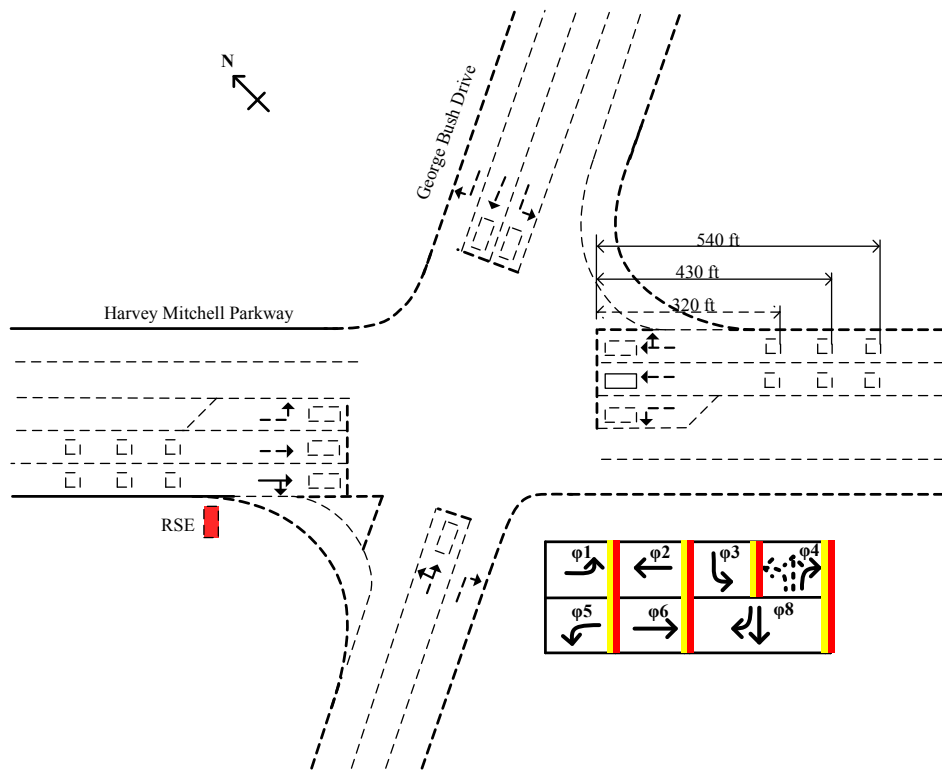 N
George Bush Drive
540 ft
430 ft
320 ft
Harvey Mitchell Parkway
RSE
φ1
φ2
φ3
φ4
φ5
φ6
φ8